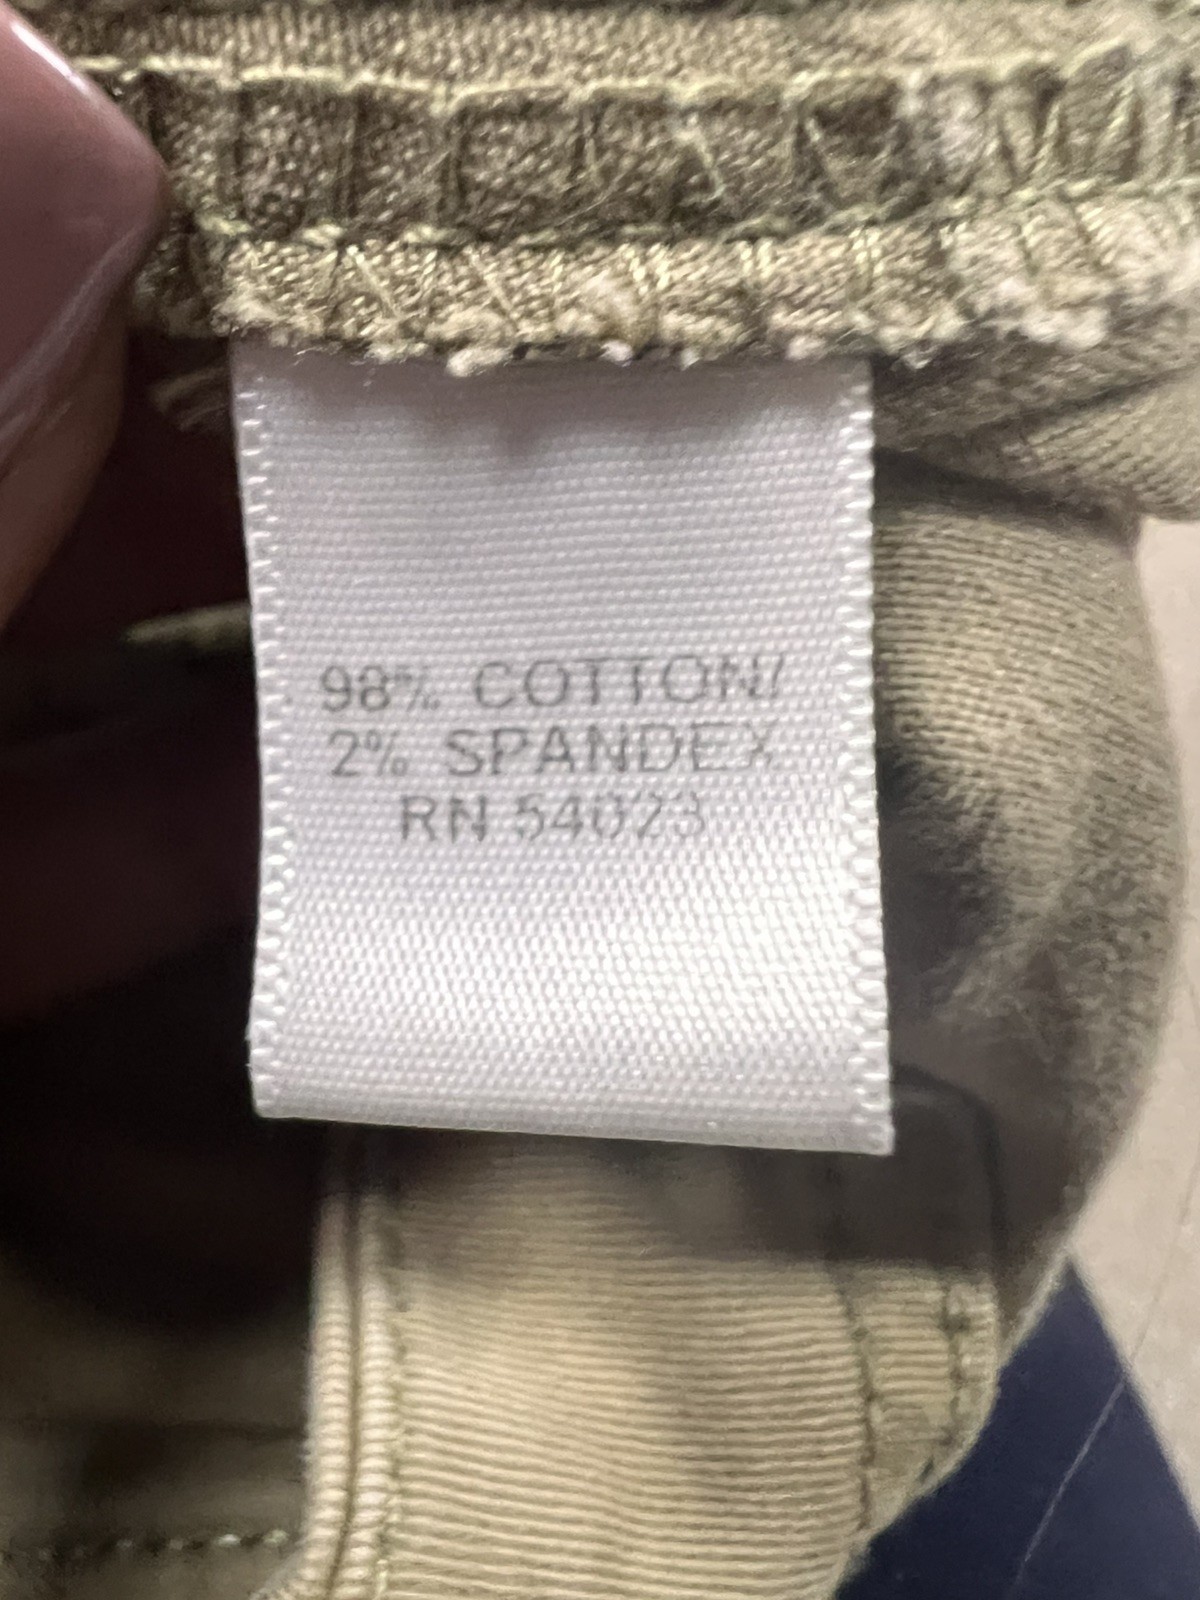 98% COTTON/
2% SPANDEX
RN 54023